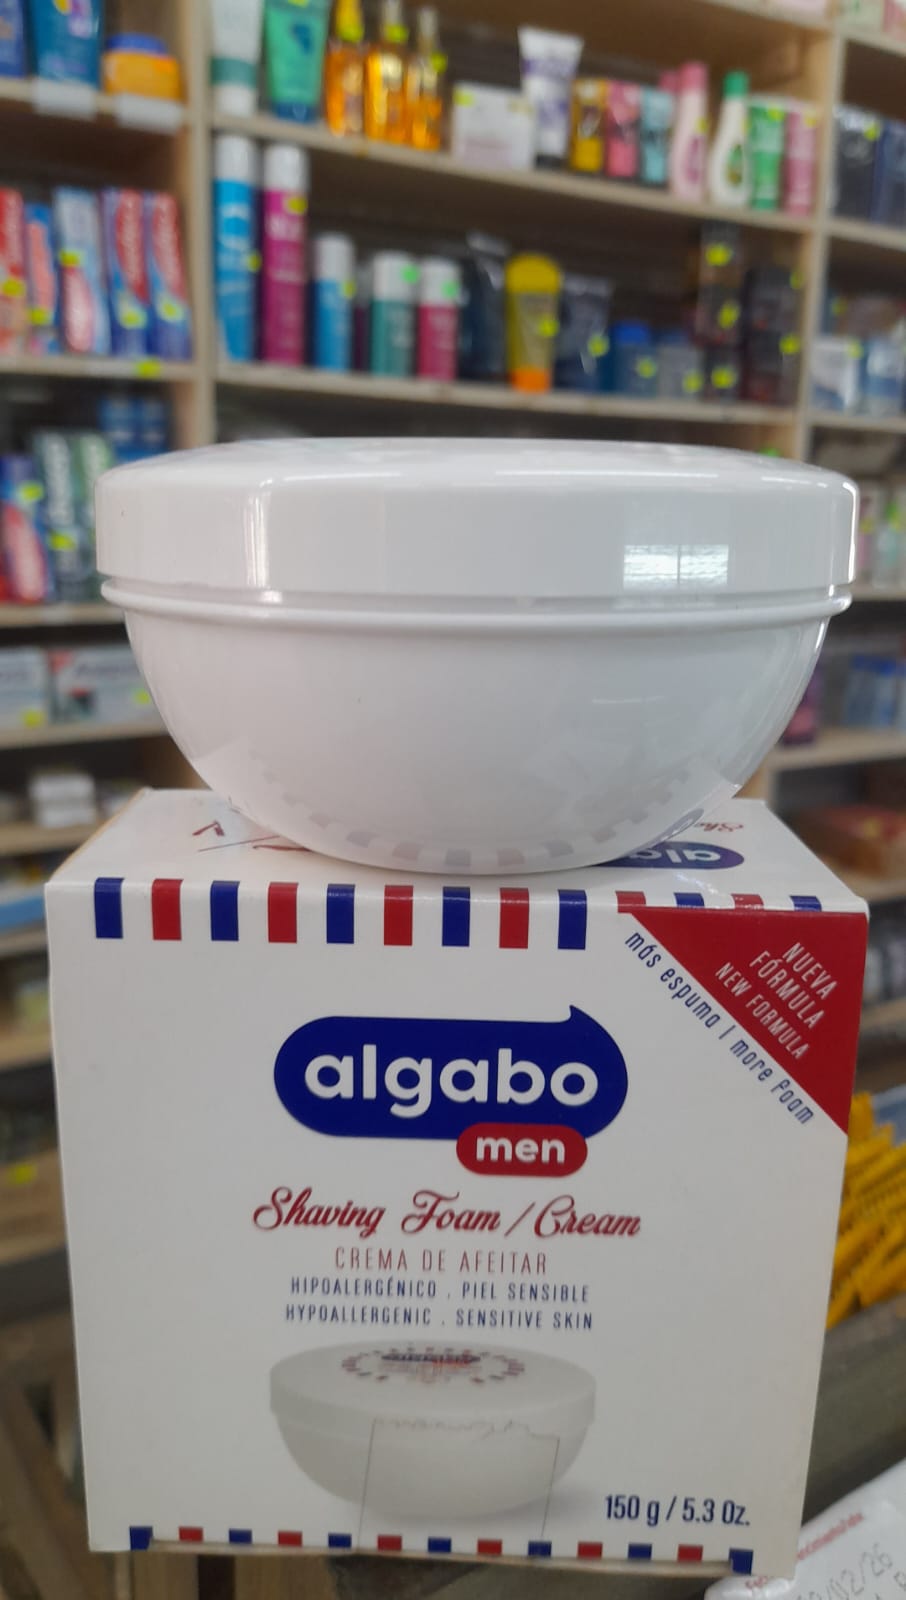 NUEVA
FÓRMULA
NEW FORMULA
más espuma | more foam
algabo
men
Shaving Foam / Cream
CREMA DE AFEITAR
HIPOALERGÉNICO . PIEL SENSIBLE
HYPOALLERGENIC . SENSITIVE SKIN
150 g / 5.3 Oz.
algabo